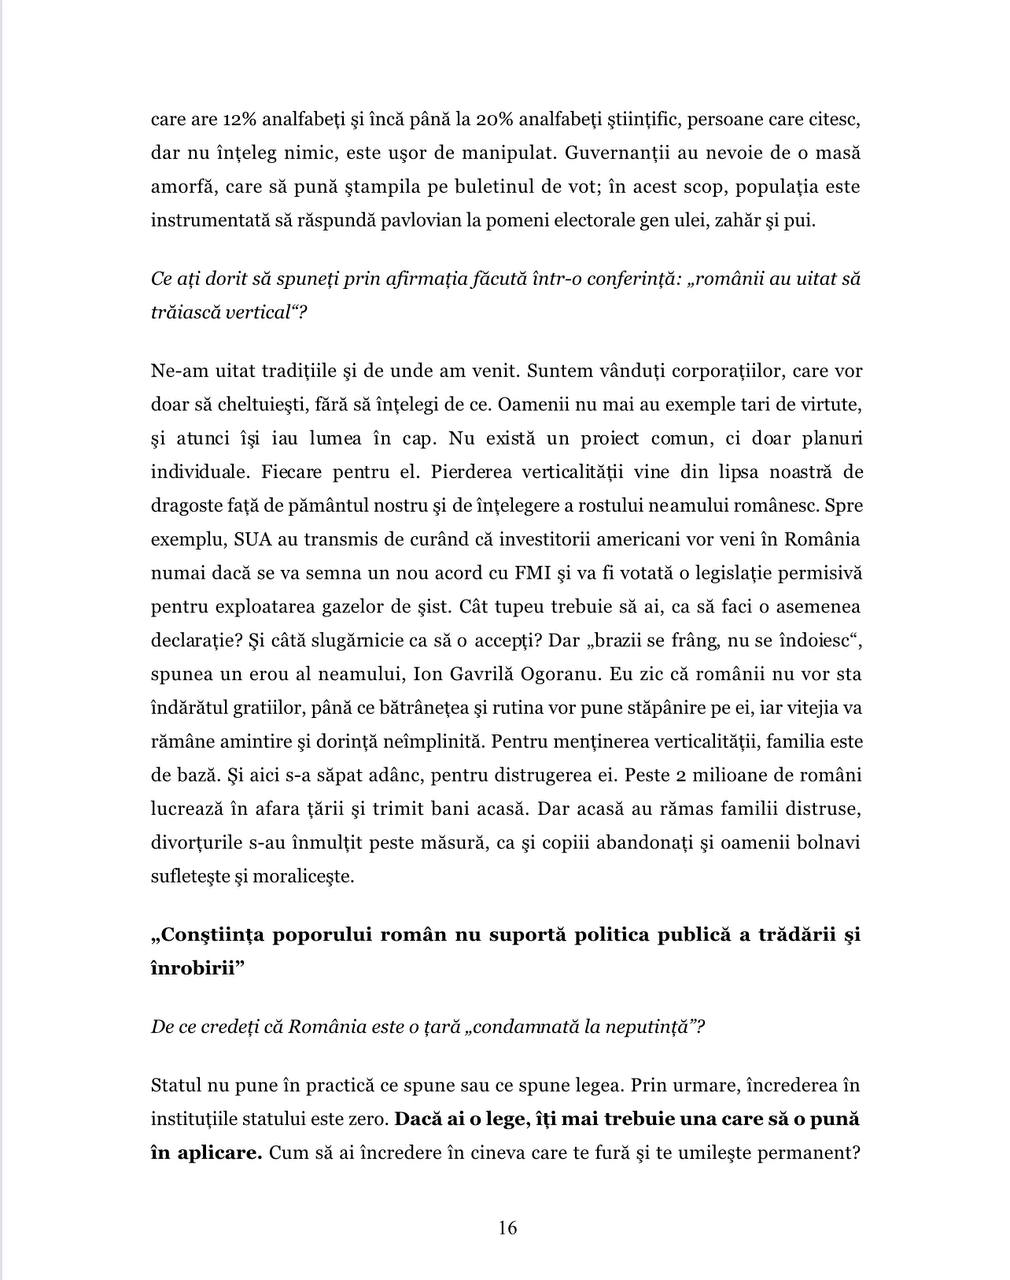 care are 12% analfabeţi şi încă până la 20% analfabeţi ştiinţific, persoane care citesc,
dar nu înţeleg nimic, este uşor de manipulat. Guvernanţii au nevoie de o masă
amorfă, care să pună ştampila pe buletinul de vot; în acest scop, populaţia este
instrumentată să răspundă pavlovian la pomeni electorale gen ulei, zahăr şi pui.
Ce aţi dorit să spuneţi prin afirmaţia făcută într-o conferinţă: „românii au uitat să
trăiască vertical“?
Ne-am uitat tradiţiile şi de unde am venit. Suntem vânduţi corporaţiilor, care vor
doar să cheltuieşti, fără să înţelegi de ce. Oamenii nu mai au exemple tari de virtute,
şi atunci îşi iau lumea în cap. Nu există un proiect comun, ci doar planuri
individuale. Fiecare pentru el. Pierderea verticalităţii vine din lipsa noastră de
dragoste faţă de pământul nostru şi de înţelegere a rostului neamului românesc. Spre
exemplu, SUA au transmis de curând că investitorii americani vor veni în România
numai dacă se va semna un nou acord cu FMI şi va fi votată o legislaţie permisivă
pentru exploatarea gazelor de şist. Cât tupeu trebuie să ai, ca să faci o asemenea
declaraţie? Şi câtă slugărnicie ca să o accepţi? Dar „brazii se frâng, nu se îndoiesc“,
spunea un erou al neamului, Ion Gavrilă Ogoranu. Eu zic că românii nu vor sta
îndărătul gratiilor, până ce bătrâneţea şi rutina vor pune stăpânire pe ei, iar vitejia va
rămâne amintire şi dorinţă neîmplinită. Pentru menţinerea verticalităţii, familia este
de bază. Şi aici s-a săpat adânc, pentru distrugerea ei. Peste 2 milioane de români
lucrează în afara ţării şi trimit bani acasă. Dar acasă au rămas familii distruse,
divorţurile s-au înmulţit peste măsură, ca şi copiii abandonaţi şi oamenii bolnavi
sufleteşte şi moraliceşte.
„Conştiinţa poporului român nu suportă politica publică a trădării şi
înrobirii”
De ce credeţi că România este o ţară „condamnată la neputinţă”?
Statul nu pune în practică ce spune sau ce spune legea. Prin urmare, încrederea în
instituţiile statului este zero. Dacă ai o lege, îţi mai trebuie una care să o pună
în aplicare. Cum să ai încredere în cineva care te fură şi te umileşte permanent?
16